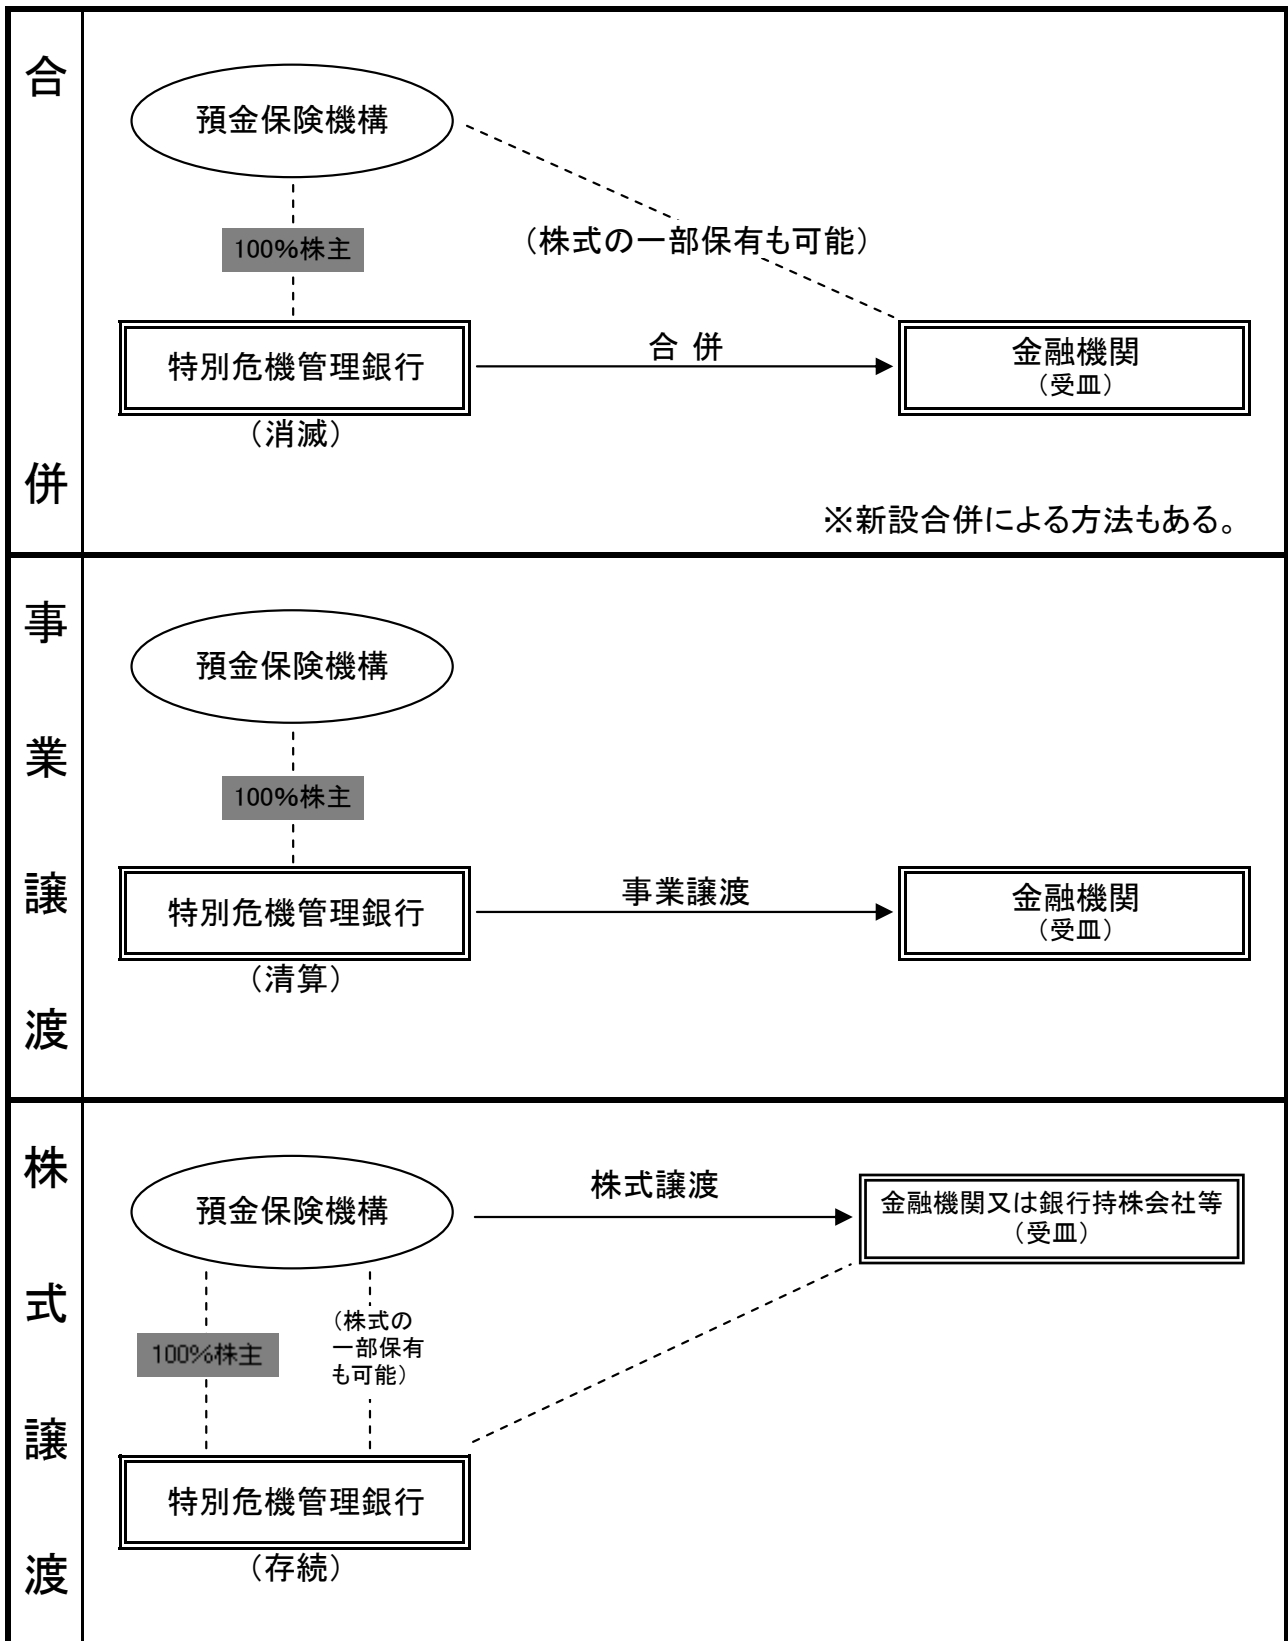 合併
預金保険機構
100%株主
（株式の一部保有も可能）
特別危機管理銀行
（消滅）
合 併
金融機関
（受皿）
※新設合併による方法もある。
事業譲渡
預金保険機構
100%株主
特別危機管理銀行
（清算）
事業譲渡
金融機関
（受皿）
株式譲渡
預金保険機構
株式譲渡
金融機関又は銀行持株会社等
（受皿）
100%株主
（株式の
一部保有
も可能）
特別危機管理銀行
（存続）